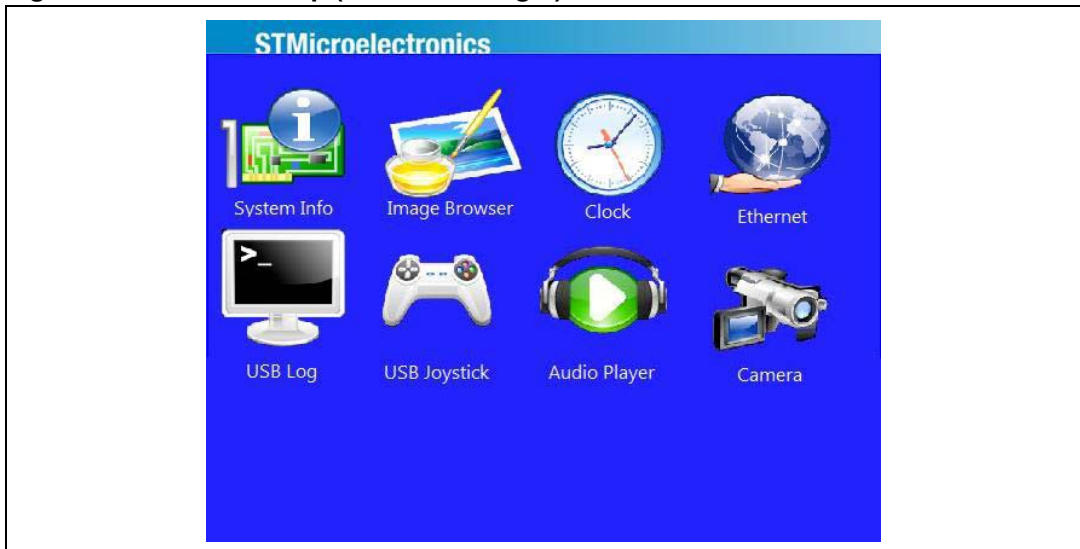 STMicroelectronics
System Info
Image Browser
Clock
Ethernet
>_
USB Log
USB Joystick
Audio Player
Camera